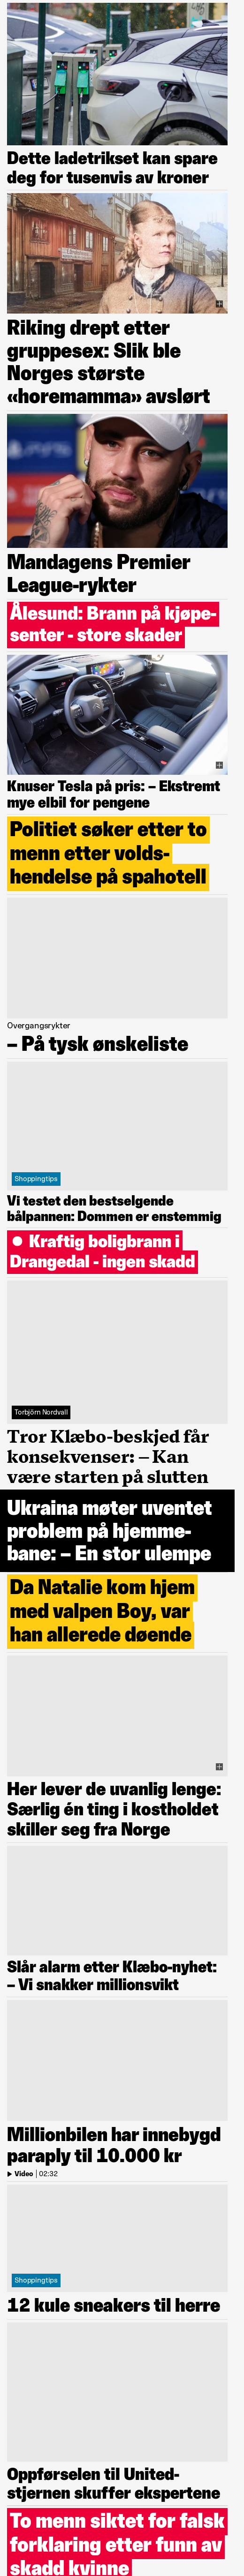 Dette ladetrikset kan spare
deg for tusenvis av kroner
Riking drept etter
gruppesex: Slik ble
Norges største
«horemamma» avslørt
Mandagens Premier
League-rykter
Ålesund: Brann på kjøpe-
senter - store skader
Knuser Tesla på pris: – Ekstremt
mye elbil for pengene
Politiet søker etter to
menn etter volds-
hendelse på spahotell
Overgangsrykter
– På tysk ønskeliste
Shoppingtips
Vi testet den bestselgende
bålpannen: Dommen er enstemmig
Kraftig boligbrann i
Drangedal - ingen skadd
Torbjörn Nordvall
Tror Klæbo-beskjed får
konsekvenser: – Kan
være starten på slutten
Ukraina møter uventet
problem på hjemme-
bane: – En stor ulempe
Da Natalie kom hjem
med valpen Boy, var
han allerede døende
Her lever de uvanlig lenge:
Særlig én ting i kostholdet
skiller seg fra Norge
Slår alarm etter Klæbo-nyhet:
– Vi snakker millionsvikt
Millionbilen har innebygd
paraply til 10.000 kr
Video | 02:32
Shoppingtips
12 kule sneakers til herre
Oppførselen til United-
stjernen skuffer ekspertene
To menn siktet for falsk
forklaring etter funn av
skadd kvinne